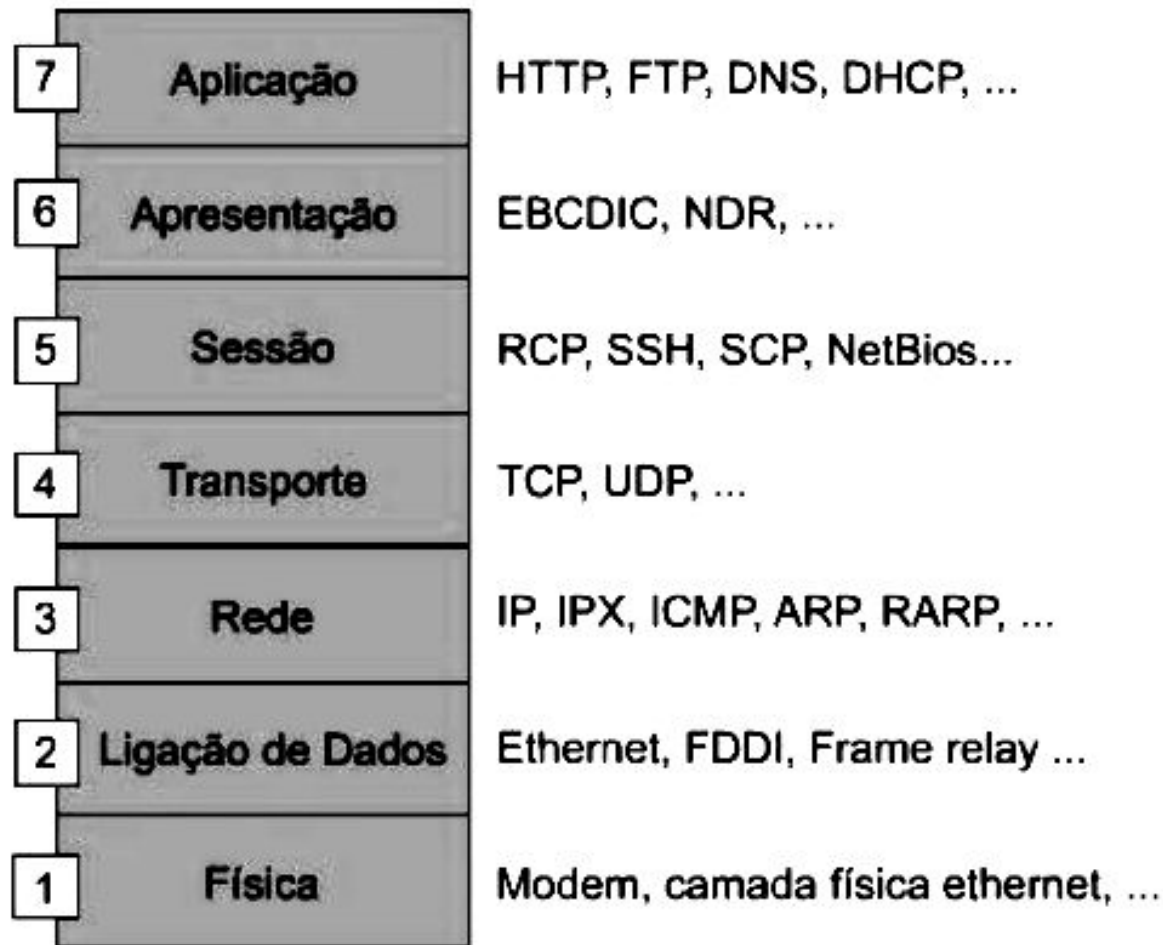 7 Aplicação HTTP, FTP, DNS, DHCP, ...
6 Apresentação EBCDIC, NDR, ...
5 Sessão RCP, SSH, SCP, NetBios...
4 Transporte TCP, UDP, ...
3 Rede IP, IPX, ICMP, ARP, RARP, ...
2 Ligação de Dados Ethernet, FDDI, Frame relay ...
1 Física Modem, camada física ethernet, ...